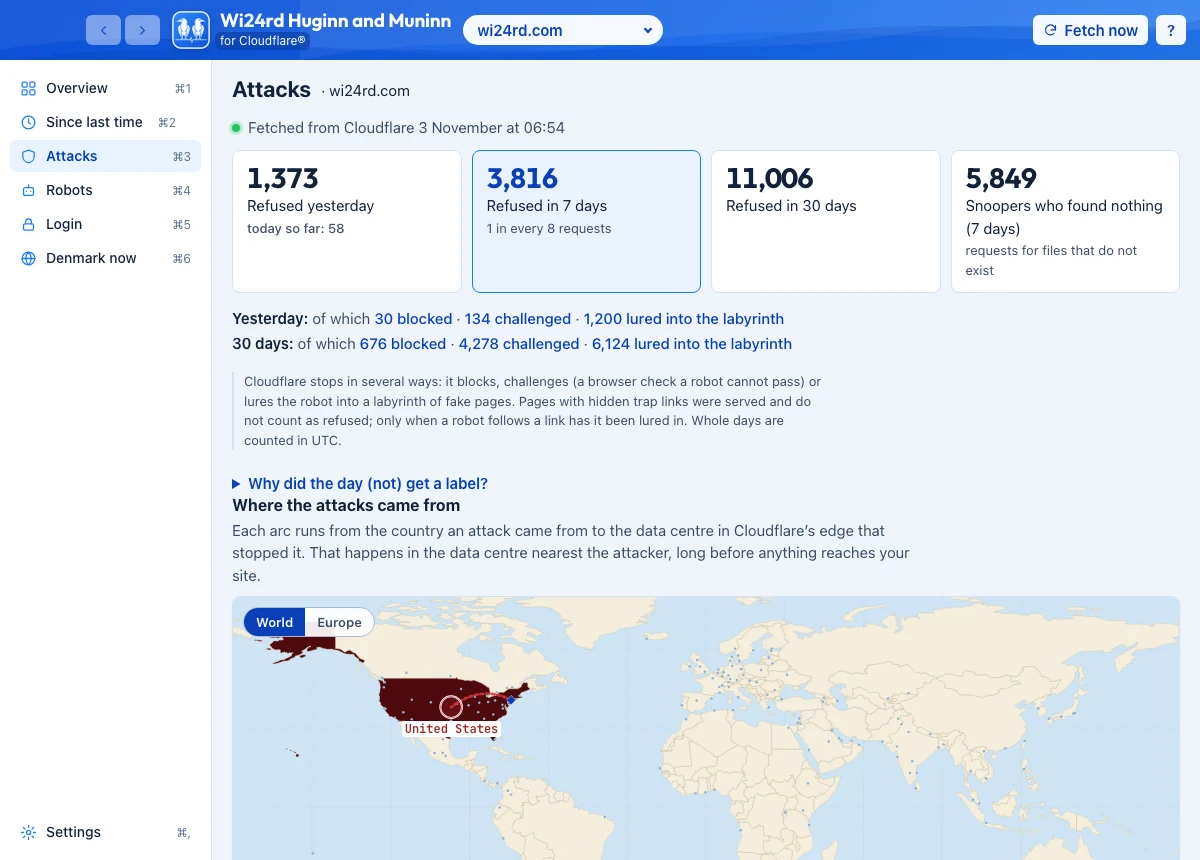 Wi24rd Huginn and Muninn
for Cloudflare®
wi24rd.com
Fetch now
?
Overview ⌘1
Since last time ⌘2
Attacks ⌘3
Robots ⌘4
Login ⌘5
Denmark now ⌘6
Settings ⌘,
Attacks · wi24rd.com
Fetched from Cloudflare 3 November at 06:54
1,373
Refused yesterday
today so far: 58
3,816
Refused in 7 days
1 in every 8 requests
11,006
Refused in 30 days
5,849
Snoopers who found nothing
(7 days)
requests for files that do not
exist
Yesterday: of which 30 blocked · 134 challenged · 1,200 lured into the labyrinth
30 days: of which 676 blocked · 4,278 challenged · 6,124 lured into the labyrinth
Cloudflare stops in several ways: it blocks, challenges (a browser check a robot cannot pass) or
lures the robot into a labyrinth of fake pages. Pages with hidden trap links were served and do
not count as refused; only when a robot follows a link has it been lured in. Whole days are
counted in UTC.
Why did the day (not) get a label?
Where the attacks came from
Each arc runs from the country an attack came from to the data centre in Cloudflare's edge that
stopped it. That happens in the data centre nearest the attacker, long before anything reaches your
site.
World Europe
United States